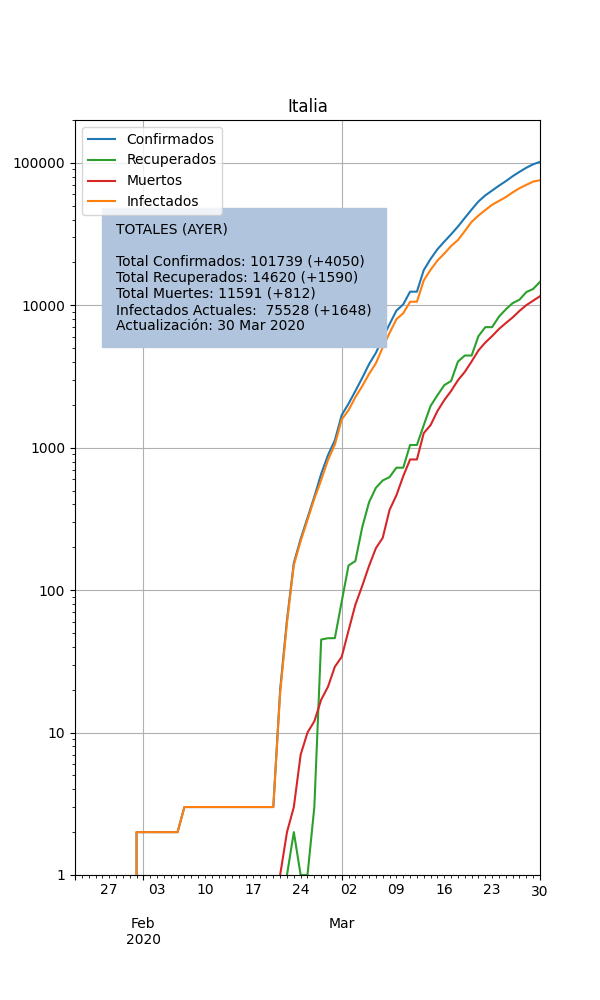 Italia
Confirmados
Recuperados
Muertos
Infectados
TOTALES (AYER)
Total Confirmados: 101739 (+4050)
Total Recuperados: 14620 (+1590)
Total Muertes: 11591 (+812)
Infectados Actuales:  75528 (+1648)
Actualización: 30 Mar 2020
100000
10000
1000
100
10
1
27 03 10 17 24 02 09 16 23 30
Feb Mar
2020